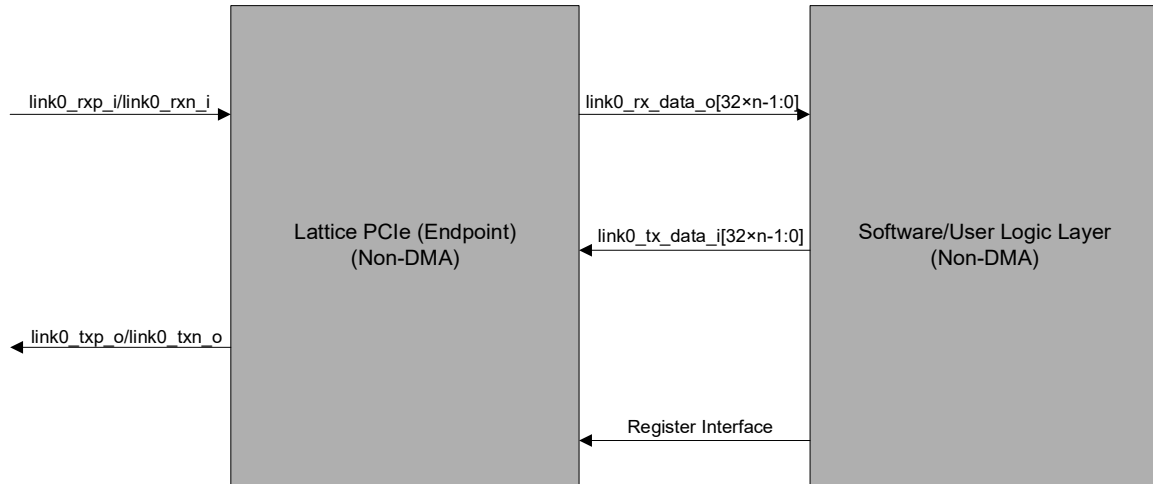 link0_rxp_i/link0_rxn_i
link0_rx_data_o[32×n-1:0]
Lattice PCIe (Endpoint)
(Non-DMA)
link0_tx_data_i[32×n-1:0]
Software/User Logic Layer
(Non-DMA)
link0_txp_o/link0_txn_o
Register Interface